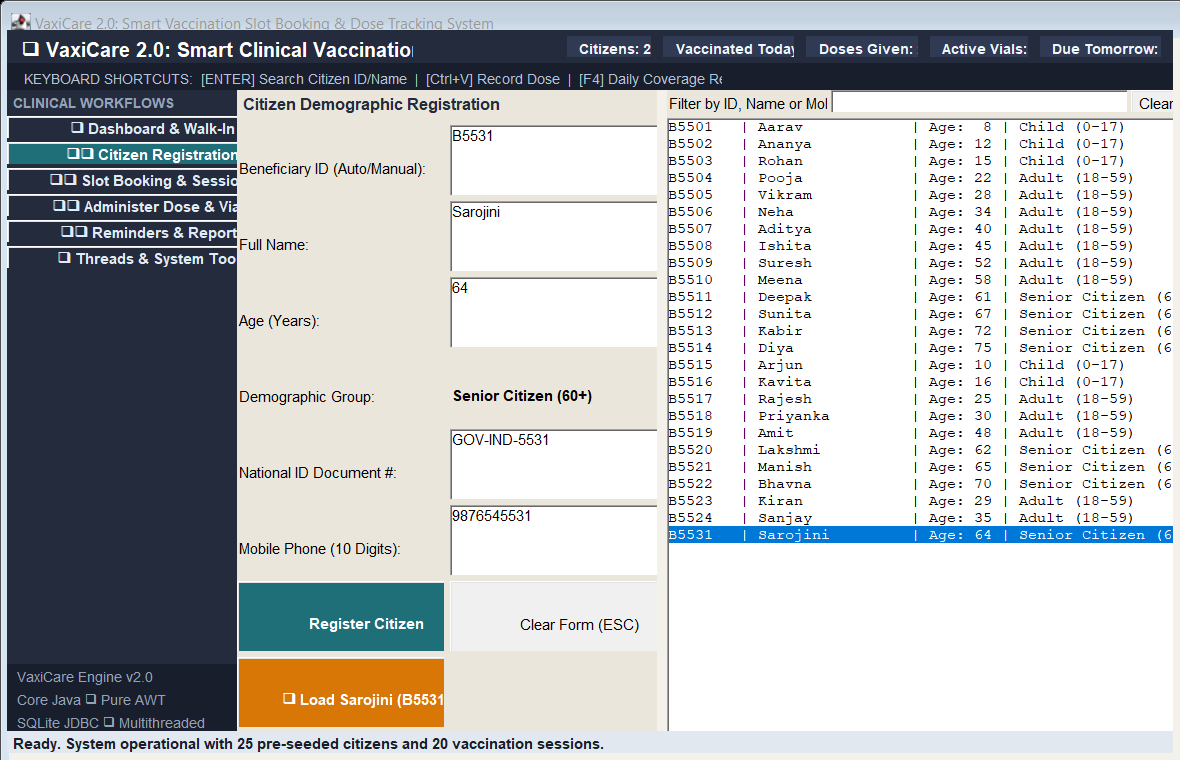 VaxiCare 2.0: Smart Vaccination Slot Booking & Dose Tracking System
❑ VaxiCare 2.0: Smart Clinical Vaccination
Citizens: 2
Vaccinated Today
Doses Given:
Active Vials:
Due Tomorrow:
KEYBOARD SHORTCUTS: [ENTER] Search Citizen ID/Name | [Ctrl+V] Record Dose | [F4] Daily Coverage Re
CLINICAL WORKFLOWS
❑ Dashboard & Walk-In
❑❑ Citizen Registration
❑❑ Slot Booking & Sessio
❑❑ Administer Dose & Via
❑❑ Reminders & Report
❑ Threads & System Too
VaxiCare Engine v2.0
Core Java ❑ Pure AWT
SQLite JDBC ❑ Multithreaded
Citizen Demographic Registration
Beneficiary ID (Auto/Manual):
B5531
Full Name:
Sarojini
Age (Years):
64
Demographic Group:
Senior Citizen (60+)
National ID Document #:
GOV-IND-5531
Mobile Phone (10 Digits):
9876545531
Register Citizen
Clear Form (ESC)
❑ Load Sarojini (B5531
Filter by ID, Name or Mol
Clear
B5501 | Aarav | Age: 8 | Child (0-17)
B5502 | Ananya | Age: 12 | Child (0-17)
B5503 | Rohan | Age: 15 | Child (0-17)
B5504 | Pooja | Age: 22 | Adult (18-59)
B5505 | Vikram | Age: 28 | Adult (18-59)
B5506 | Neha | Age: 34 | Adult (18-59)
B5507 | Aditya | Age: 40 | Adult (18-59)
B5508 | Ishita | Age: 45 | Adult (18-59)
B5509 | Suresh | Age: 52 | Adult (18-59)
B5510 | Meena | Age: 58 | Adult (18-59)
B5511 | Deepak | Age: 61 | Senior Citizen (6
B5512 | Sunita | Age: 67 | Senior Citizen (6
B5513 | Kabir | Age: 72 | Senior Citizen (6
B5514 | Diya | Age: 75 | Senior Citizen (6
B5515 | Arjun | Age: 10 | Child (0-17)
B5516 | Kavita | Age: 16 | Child (0-17)
B5517 | Rajesh | Age: 25 | Adult (18-59)
B5518 | Priyanka | Age: 30 | Adult (18-59)
B5519 | Amit | Age: 48 | Adult (18-59)
B5520 | Lakshmi | Age: 62 | Senior Citizen (6
B5521 | Manish | Age: 65 | Senior Citizen (6
B5522 | Bhavna | Age: 70 | Senior Citizen (6
B5523 | Kiran | Age: 29 | Adult (18-59)
B5524 | Sanjay | Age: 35 | Adult (18-59)
B5531 | Sarojini | Age: 64 | Senior Citizen (6
Ready. System operational with 25 pre-seeded citizens and 20 vaccination sessions.